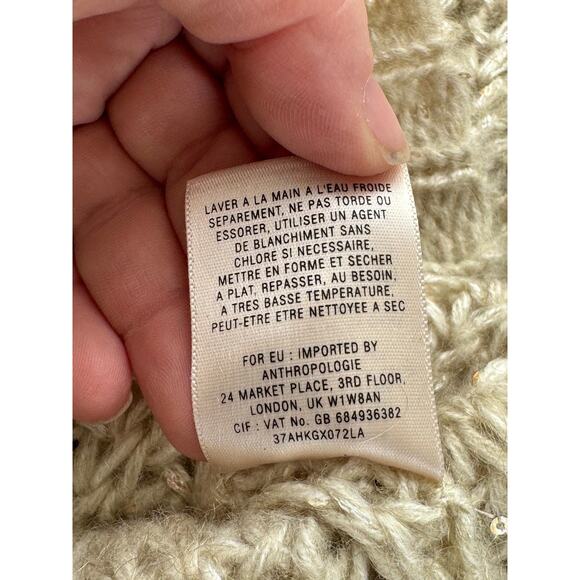 LAVER A LA MAIN A L'EAU FROIDE
SEPAREMENT, NE PAS TORDE OU
ESSORER, UTILISER UN AGENT
DE BLANCHIMENT SANS
CHLORE SI NECESSAIRE,
METTRE EN FORME ET SECHER
A PLAT, REPASSER, AU BESOIN,
A TRES BASSE TEMPERATURE,
PEUT-ETRE ETRE NETTOYEE A SEC
FOR EU : IMPORTED BY
ANTHROPOLOGIE
24 MARKET PLACE, 3RD FLOOR,
LONDON, UK W1W8AN
CIF : VAT No. GB 684936382
37AHKGX072LA